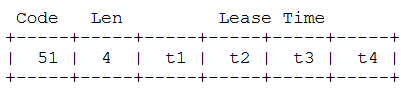 Code   Len         Lease Time
+-----+-----+-----+-----+-----+-----+
|  51 |  4  |  t1 |  t2 |  t3 |  t4 |
+-----+-----+-----+-----+-----+-----+